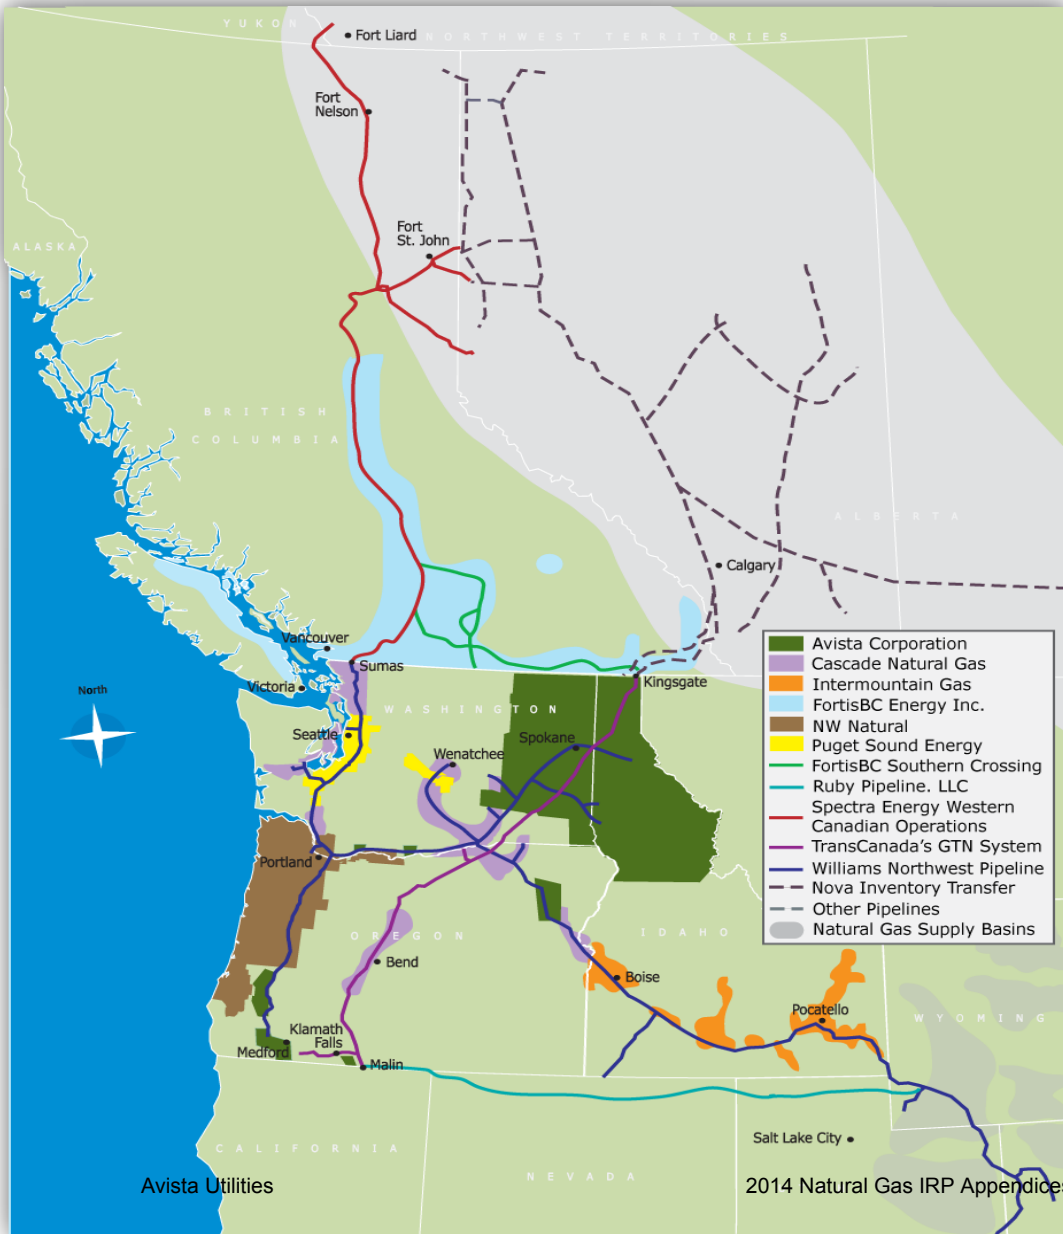 YUKON
Fort Liard
NORTHWEST TERRITORIES
Fort
Nelson
Fort
St. John
ALASKA
BRITISH
COLUMBIA
ALBERTA
Calgary
Vancouver
Sumas
Victoria
Kingsgate
North
WASHINGTON
Seattle
Spokane
Wenatchee
Portland
OREGON
IDAHO
Bend
Boise
Pocatello
WYOMING
Klamath
Falls
Medford
Malin
Salt Lake City
CALIFORNIA
NEVADA
Avista Corporation
Cascade Natural Gas
Intermountain Gas
FortisBC Energy Inc.
NW Natural
Puget Sound Energy
FortisBC Southern Crossing
Ruby Pipeline. LLC
Spectra Energy Western
Canadian Operations
TransCanada's GTN System
Williams Northwest Pipeline
Nova Inventory Transfer
Other Pipelines
Natural Gas Supply Basins
Avista Utilities
2014 Natural Gas IRP Appendices